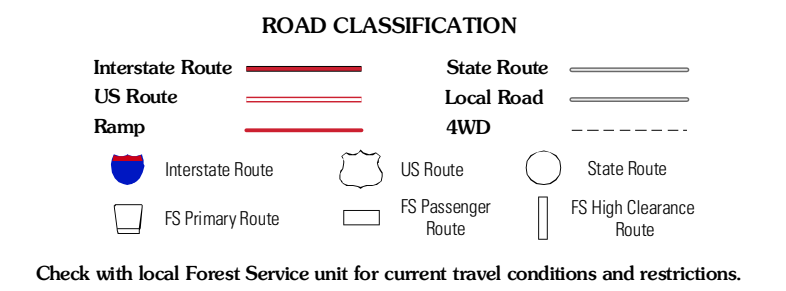 ROAD CLASSIFICATION
Interstate Route
State Route
US Route
Local Road
Ramp
4WD
Interstate Route
US Route
State Route
FS Primary Route
FS Passenger
Route
FS High Clearance
Route
Check with local Forest Service unit for current travel conditions and restrictions.